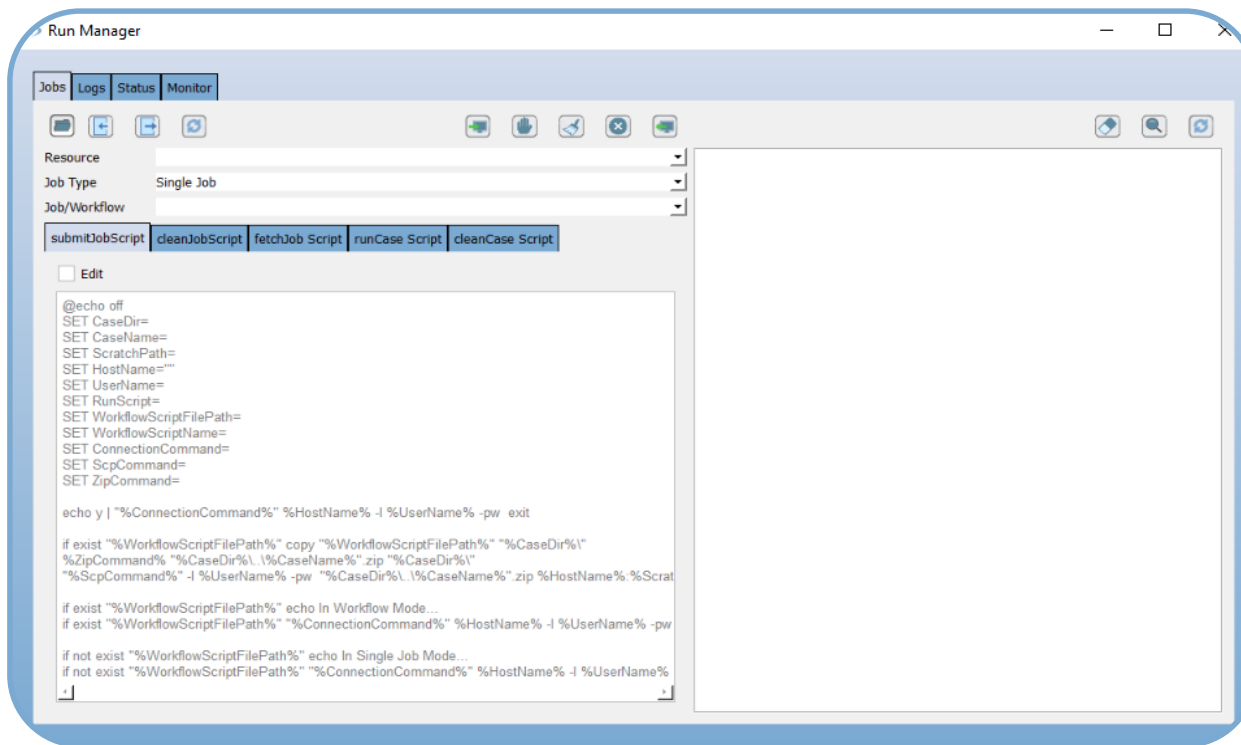 Run Manager
Jobs Logs Status Monitor
Resource
Job Type Single Job
Job/Workflow
submitJobScript cleanJobScript fetchJob Script runCase Script cleanCase Script
Edit
@echo off
SET CaseDir=
SET CaseName=
SET ScratchPath=
SET HostName=""
SET UserName=
SET RunScript=
SET WorkflowScriptFilePath=
SET WorkflowScriptName=
SET ConnectionCommand=
SET ScpCommand=
SET ZipCommand=
echo y | "%ConnectionCommand%" %HostName% -l %UserName% -pw  exit
if exist "%WorkflowScriptFilePath%" copy "%WorkflowScriptFilePath%" "%CaseDir%\"
%ZipCommand% "%CaseDir%\..\%CaseName%".zip "%CaseDir%\"
"%ScpCommand%" -l %UserName% -pw  "%CaseDir%\..\%CaseName%".zip %HostName%:%Scrat
if exist "%WorkflowScriptFilePath%" echo In Workflow Mode...
if exist "%WorkflowScriptFilePath%" "%ConnectionCommand%" %HostName% -l %UserName% -pw
if not exist "%WorkflowScriptFilePath%" echo In Single Job Mode...
if not exist "%WorkflowScriptFilePath%" "%ConnectionCommand%" %HostName% -l %UserName%